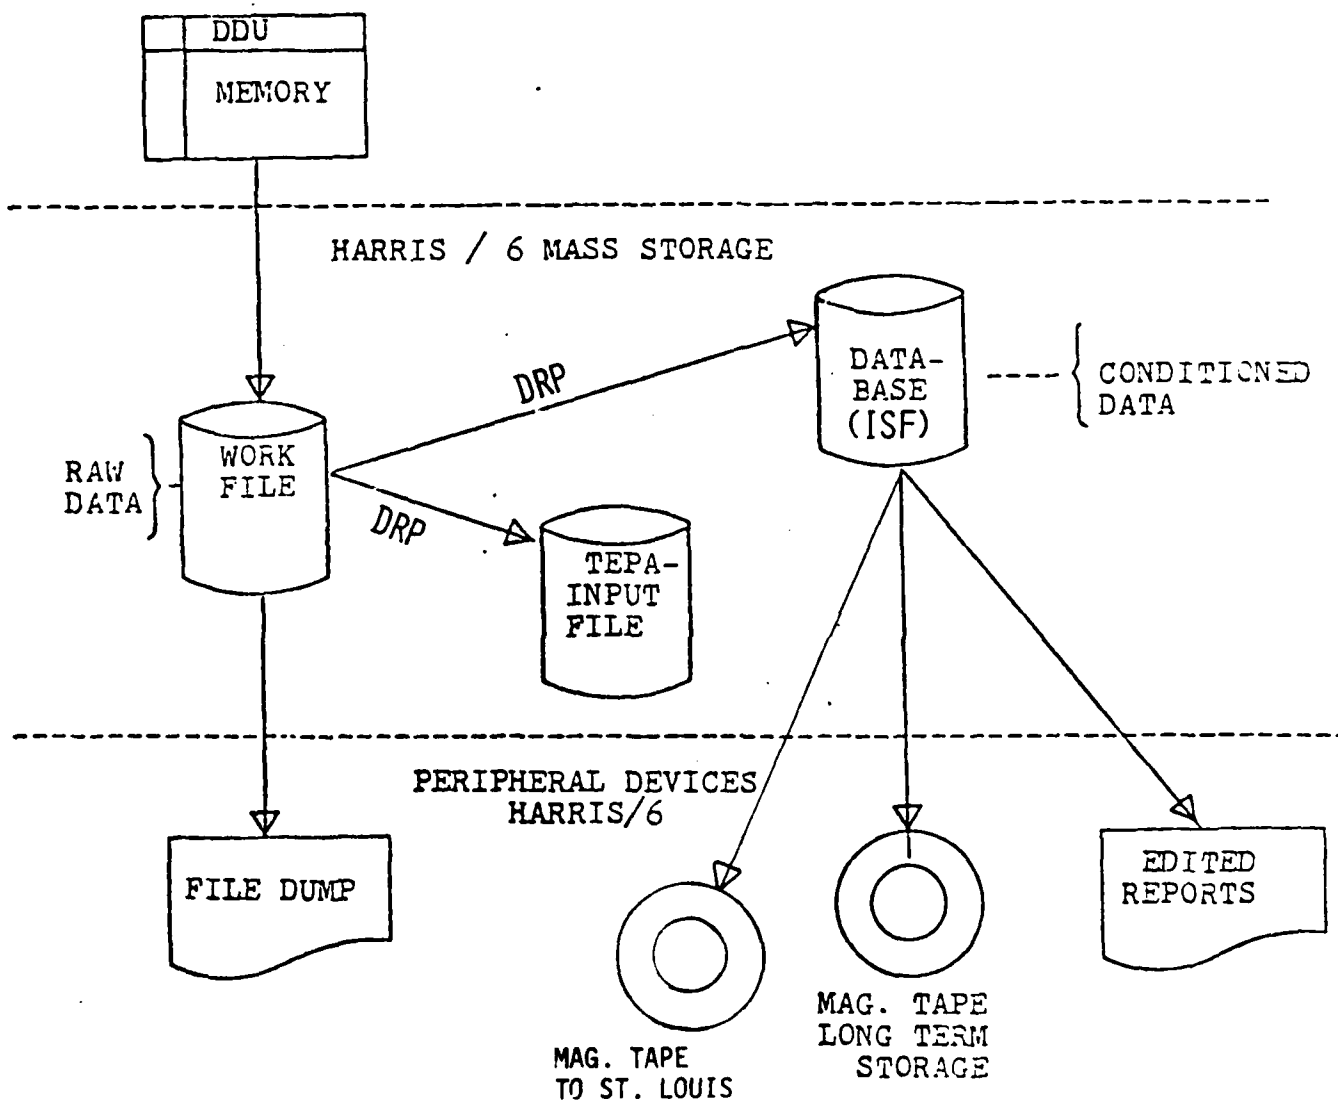 DDU
MEMORY
HARRIS / 6 MASS STORAGE
DRP
DATA-
BASE
(ISF)
CONDITIONED
DATA
RAW
DATA
WORK
FILE
DRP
TEPA-
INPUT
FILE
PERIPHERAL DEVICES
HARRIS/6
FILE DUMP
EDITED
REPORTS
MAG. TAPE
LONG TERM
STORAGE
MAG. TAPE
TO ST. LOUIS